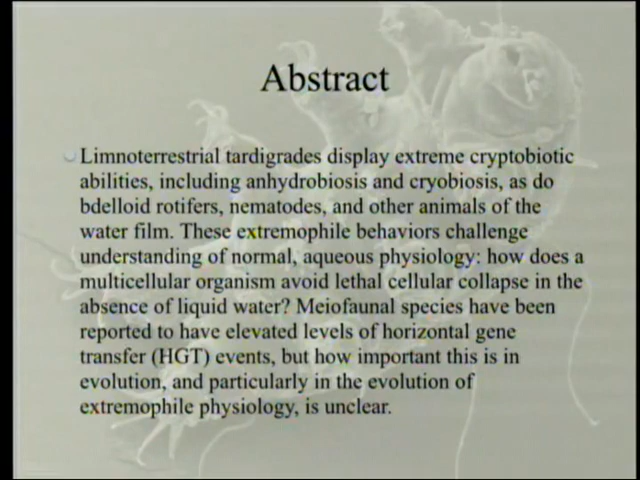 Abstract
Limnoterrestrial tardigrades display extreme cryptobiotic
abilities, including anhydrobiosis and cryobiosis, as do
bdelloid rotifers, nematodes, and other animals of the
water film. These extremophile behaviors challenge
understanding of normal, aqueous physiology: how does a
multicellular organism avoid lethal cellular collapse in the
absence of liquid water? Meiofaunal species have been
reported to have elevated levels of horizontal gene
transfer (HGT) events, but how important this is in
evolution, and particularly in the evolution of
extremophile physiology, is unclear.